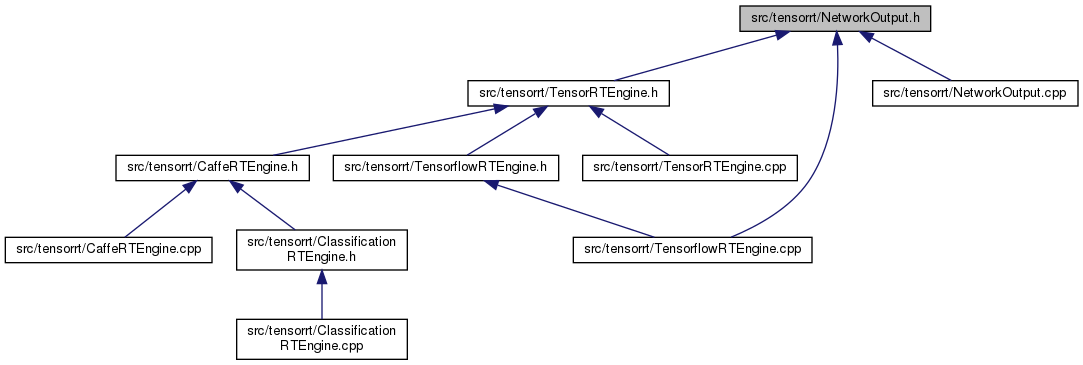 src/tensorrt/NetworkOutput.h
src/tensorrt/TensorRTEngine.h
src/tensorrt/NetworkOutput.cpp
src/tensorrt/CaffeRTEngine.h
src/tensorrt/TensorflowRTEngine.h
src/tensorrt/TensorRTEngine.cpp
src/tensorrt/CaffeRTEngine.cpp
src/tensorrt/Classification
RTEngine.h
src/tensorrt/TensorflowRTEngine.cpp
src/tensorrt/Classification
RTEngine.cpp